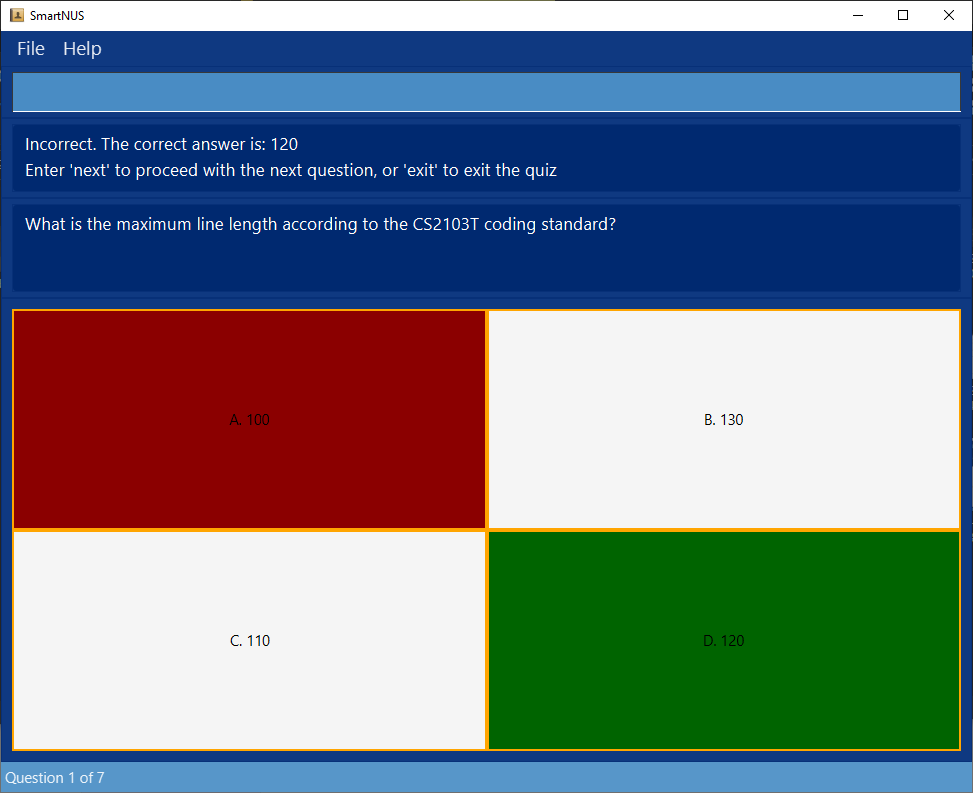 SmartNUS
File Help
Incorrect. The correct answer is: 120
Enter 'next' to proceed with the next question, or 'exit' to exit the quiz
What is the maximum line length according to the CS2103T coding standard?
A. 100
B. 130
C. 110
D. 120
Question 1 of 7